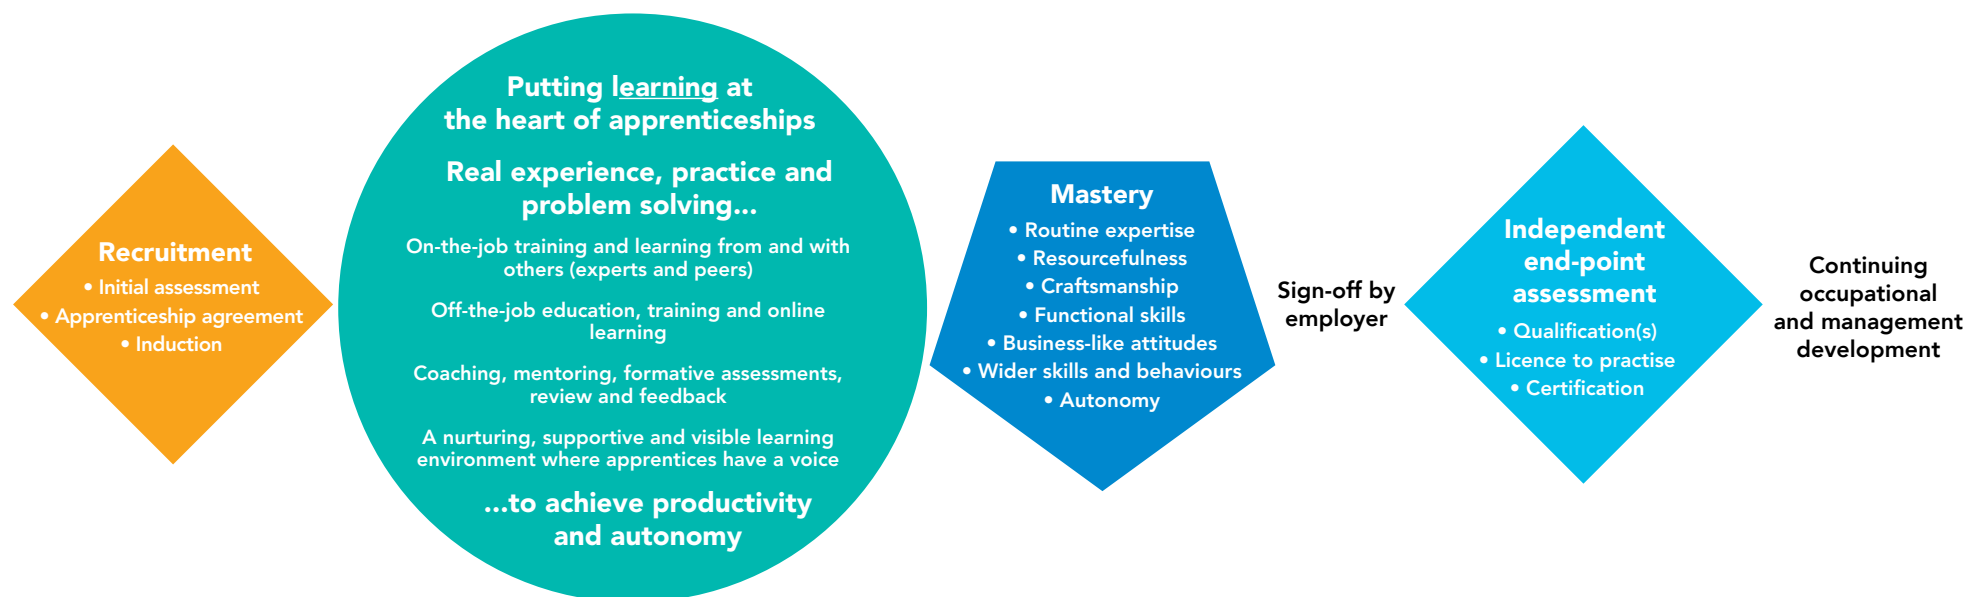 Recruitment
• Initial assessment
• Apprenticeship agreement
• Induction
Putting learning at
the heart of apprenticeships
Real experience, practice and
problem solving...
On-the-job training and learning from and with
others (experts and peers)
Off-the-job education, training and online
learning
Coaching, mentoring, formative assessments,
review and feedback
A nurturing, supportive and visible learning
environment where apprentices have a voice
...to achieve productivity
and autonomy
Mastery
• Routine expertise
• Resourcefulness
• Craftsmanship
• Functional skills
• Business-like attitudes
• Wider skills and behaviours
• Autonomy
Sign-off by
employer
Independent
end-point
assessment
• Qualification(s)
• Licence to practise
• Certification
Continuing
occupational
and management
development